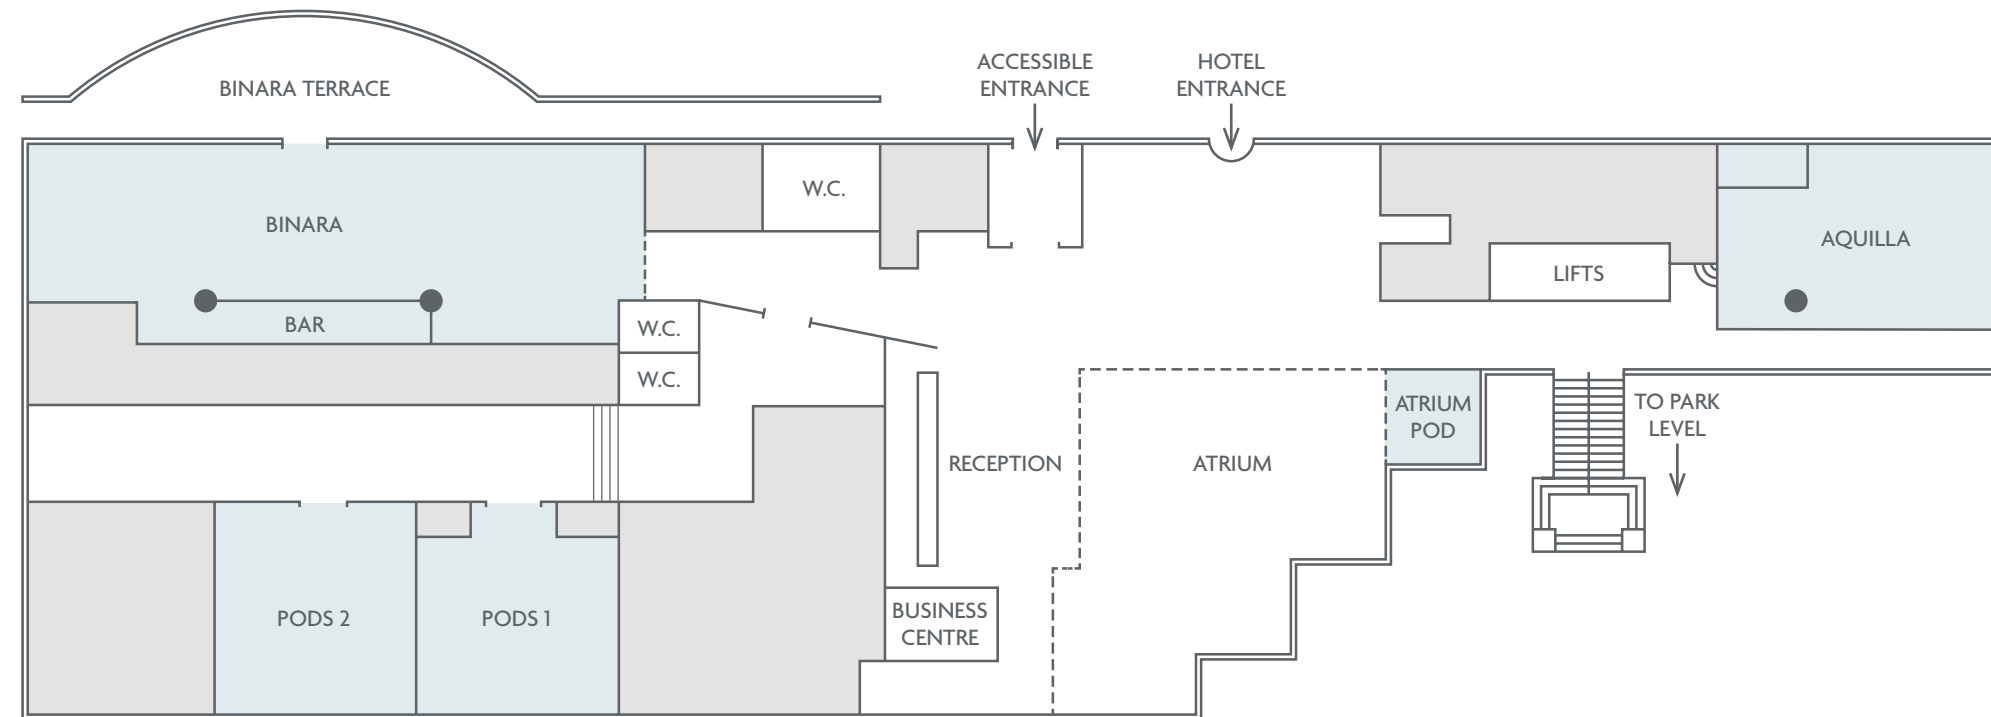 ACCESSIBLE
ENTRANCE
HOTEL
ENTRANCE
BINARA TERRACE
W.C.
BINARA
AQUILLA
LIFTS
BAR
W.C.
W.C.
ATRIUM
POD
TO PARK
LEVEL
RECEPTION
ATRIUM
PODS 2
PODS 1
BUSINESS
CENTRE